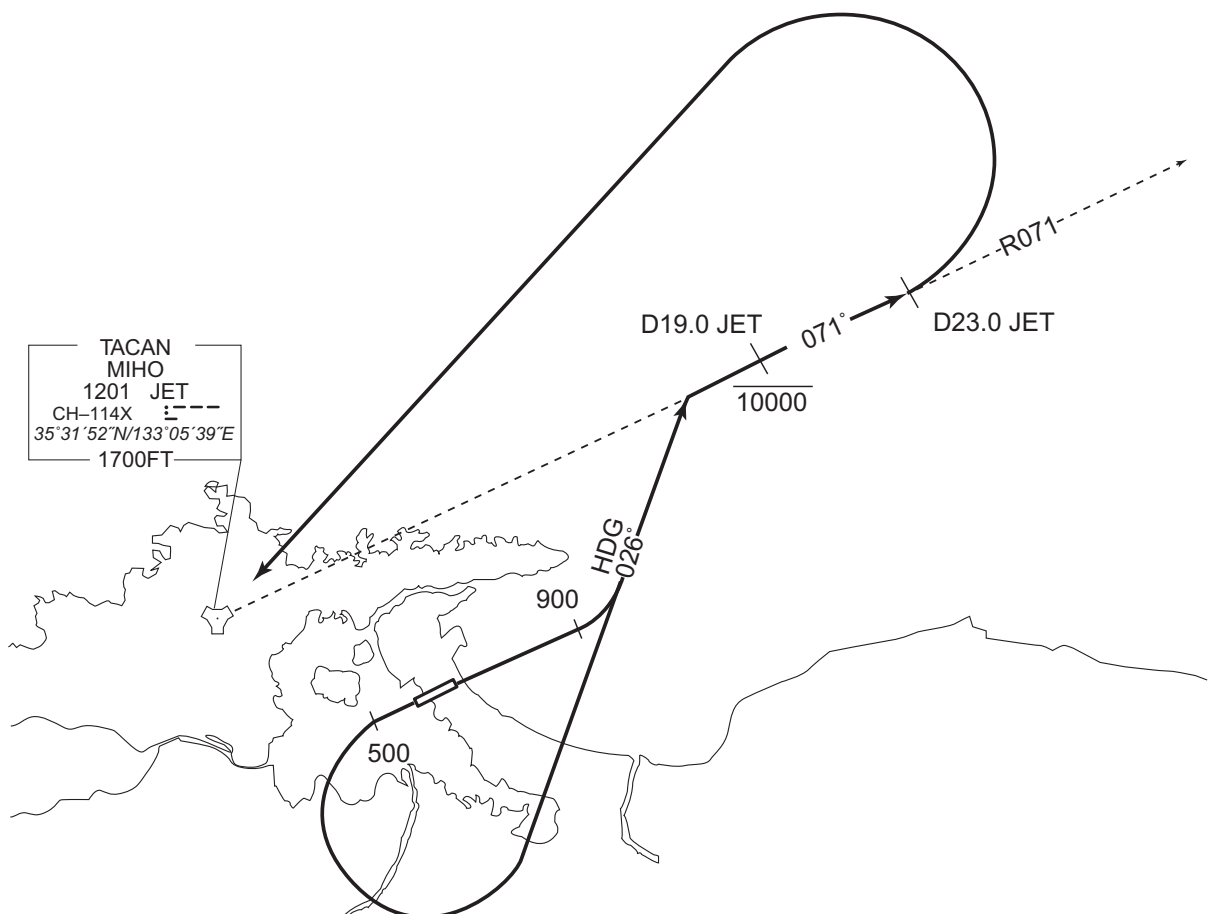 R071
D19.0 JET
071°
D23.0 JET
10000
TACAN
MIHO
1201 JET
CH–114X
35°31´52˝N/133°05´39˝E
1700FT
HDG
026°
900
500